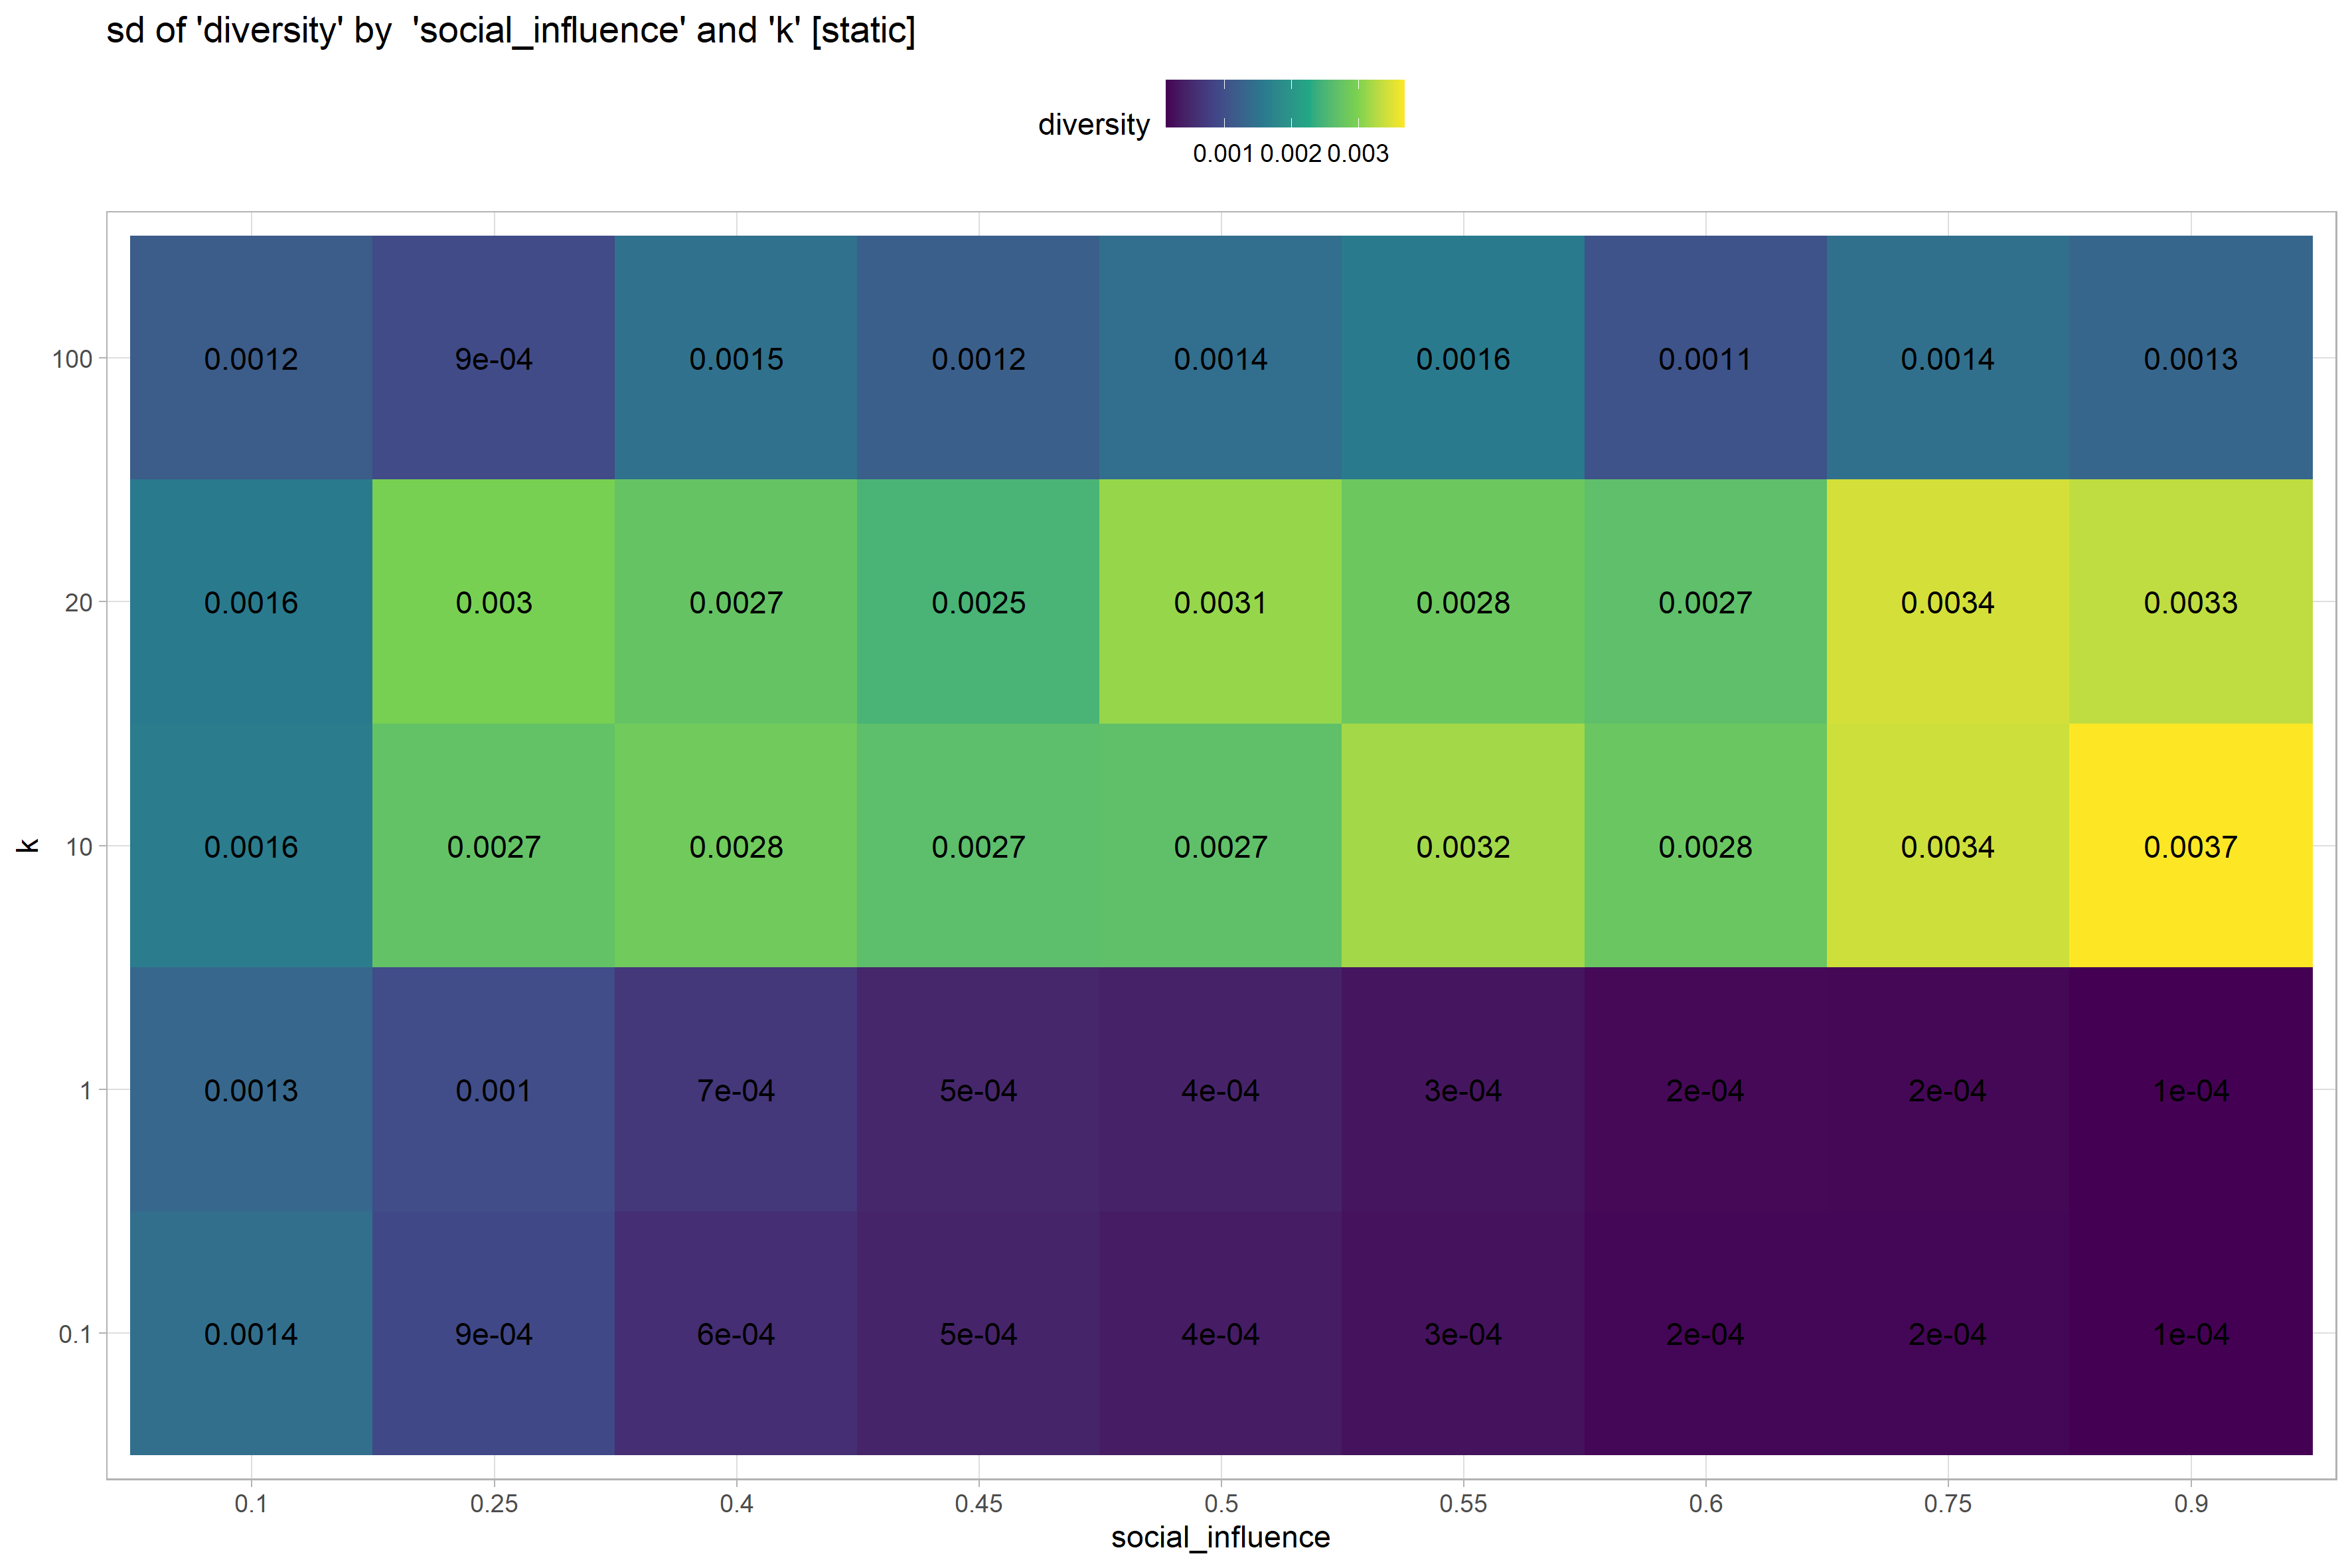 sd of 'diversity' by  'social_influence' and 'k' [static]
diversity
0.001 0.002 0.003
100 0.0012 9e-04 0.0015 0.0012 0.0014 0.0016 0.0011 0.0014 0.0013
20 0.0016 0.003 0.0027 0.0025 0.0031 0.0028 0.0027 0.0034 0.0033
k
10 0.0016 0.0027 0.0028 0.0027 0.0027 0.0032 0.0028 0.0034 0.0037
1 0.0013 0.001 7e-04 5e-04 4e-04 3e-04 2e-04 2e-04 1e-04
0.1 0.0014 9e-04 6e-04 5e-04 4e-04 3e-04 2e-04 2e-04 1e-04
0.1 0.25 0.4 0.45 0.5 0.55 0.6 0.75 0.9
social_influence